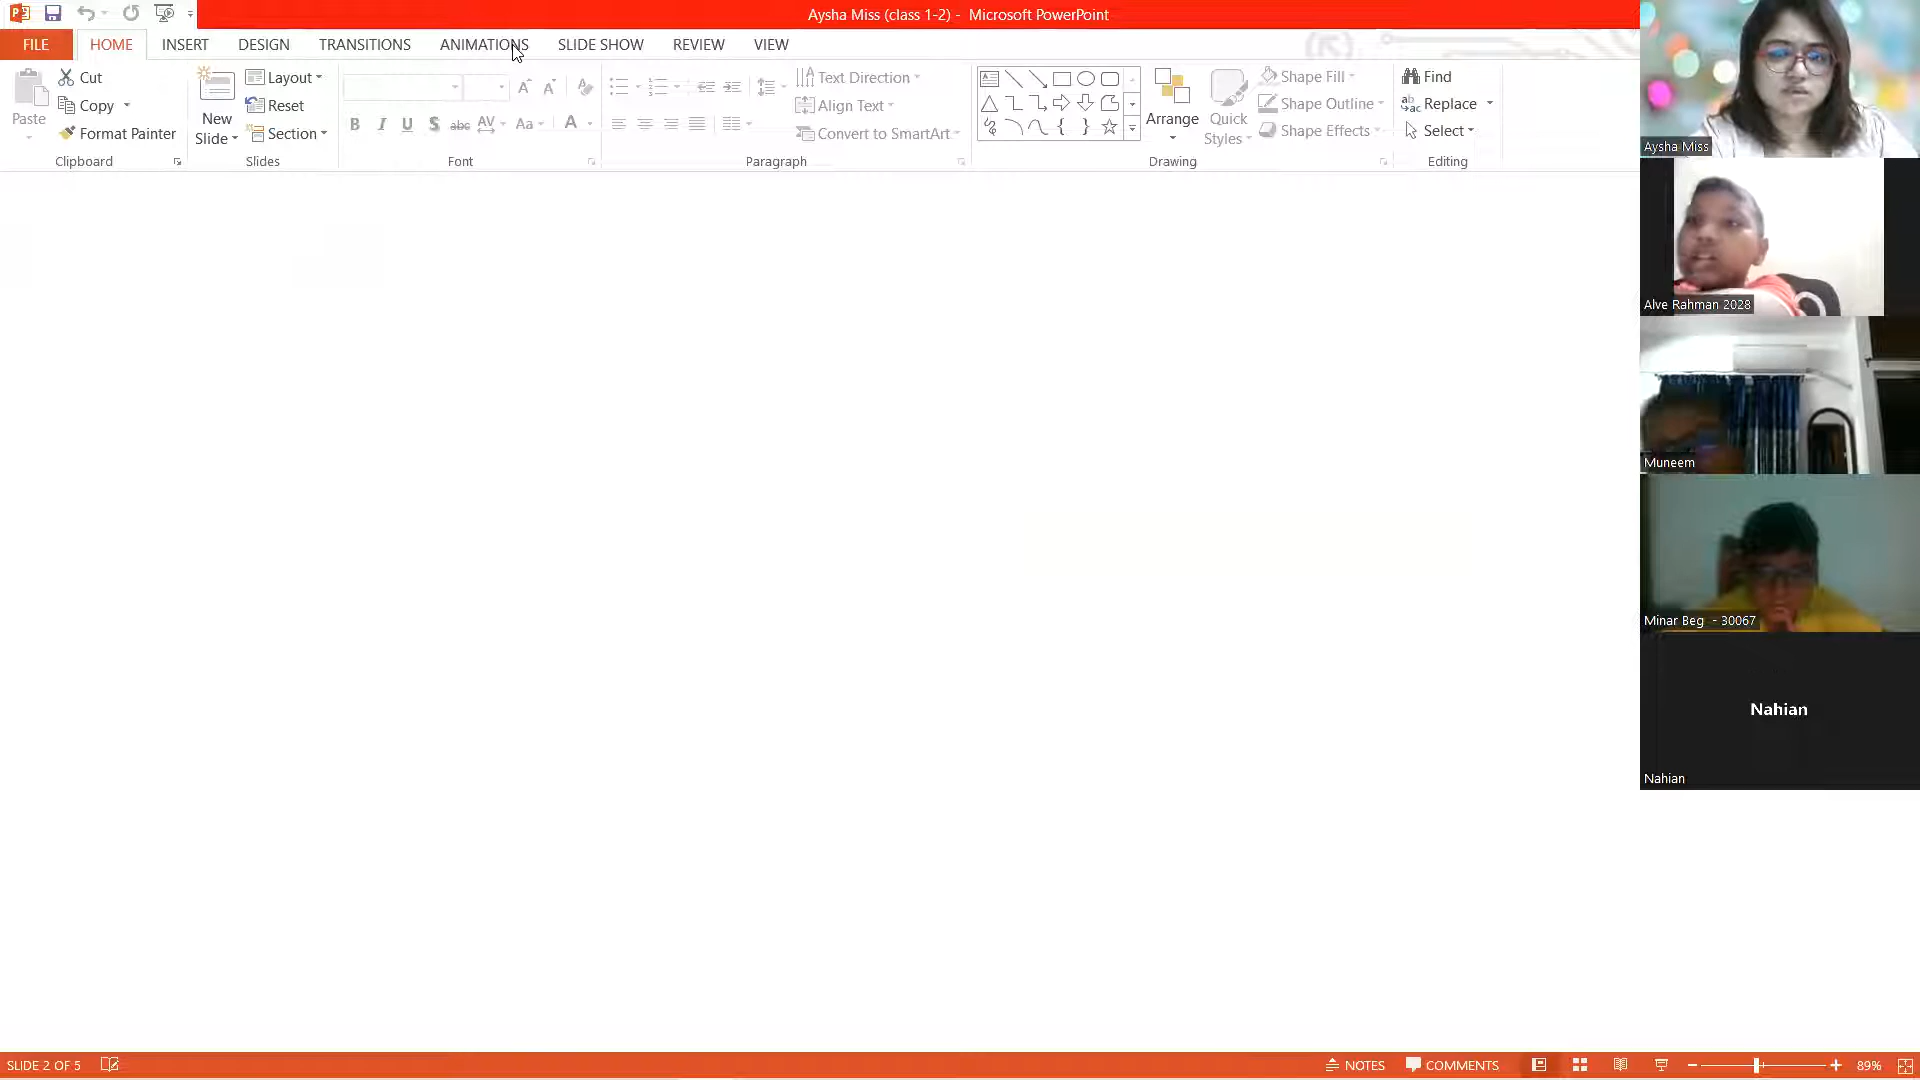 Aysha Miss (class 1-2) - Microsoft PowerPoint
FILE HOME INSERT DESIGN TRANSITIONS ANIMATIONS SLIDE SHOW REVIEW VIEW
Paste
Cut
Copy
Format Painter
Clipboard
New
Slide
Layout
Reset
Section
Slides
B I U S abc AV Aa A
Font
Text Direction
Align Text
Convert to SmartArt
Paragraph
Arrange
Quick
Styles
Shape Fill
Shape Outline
Shape Effects
Drawing
Find
Replace
Select
Editing
Aysha Miss
Alve Rahman 2028
Muneem
Minar Beg - 30067
Nahian
Nahian
SLIDE 2 OF 5
NOTES
COMMENTS
89%